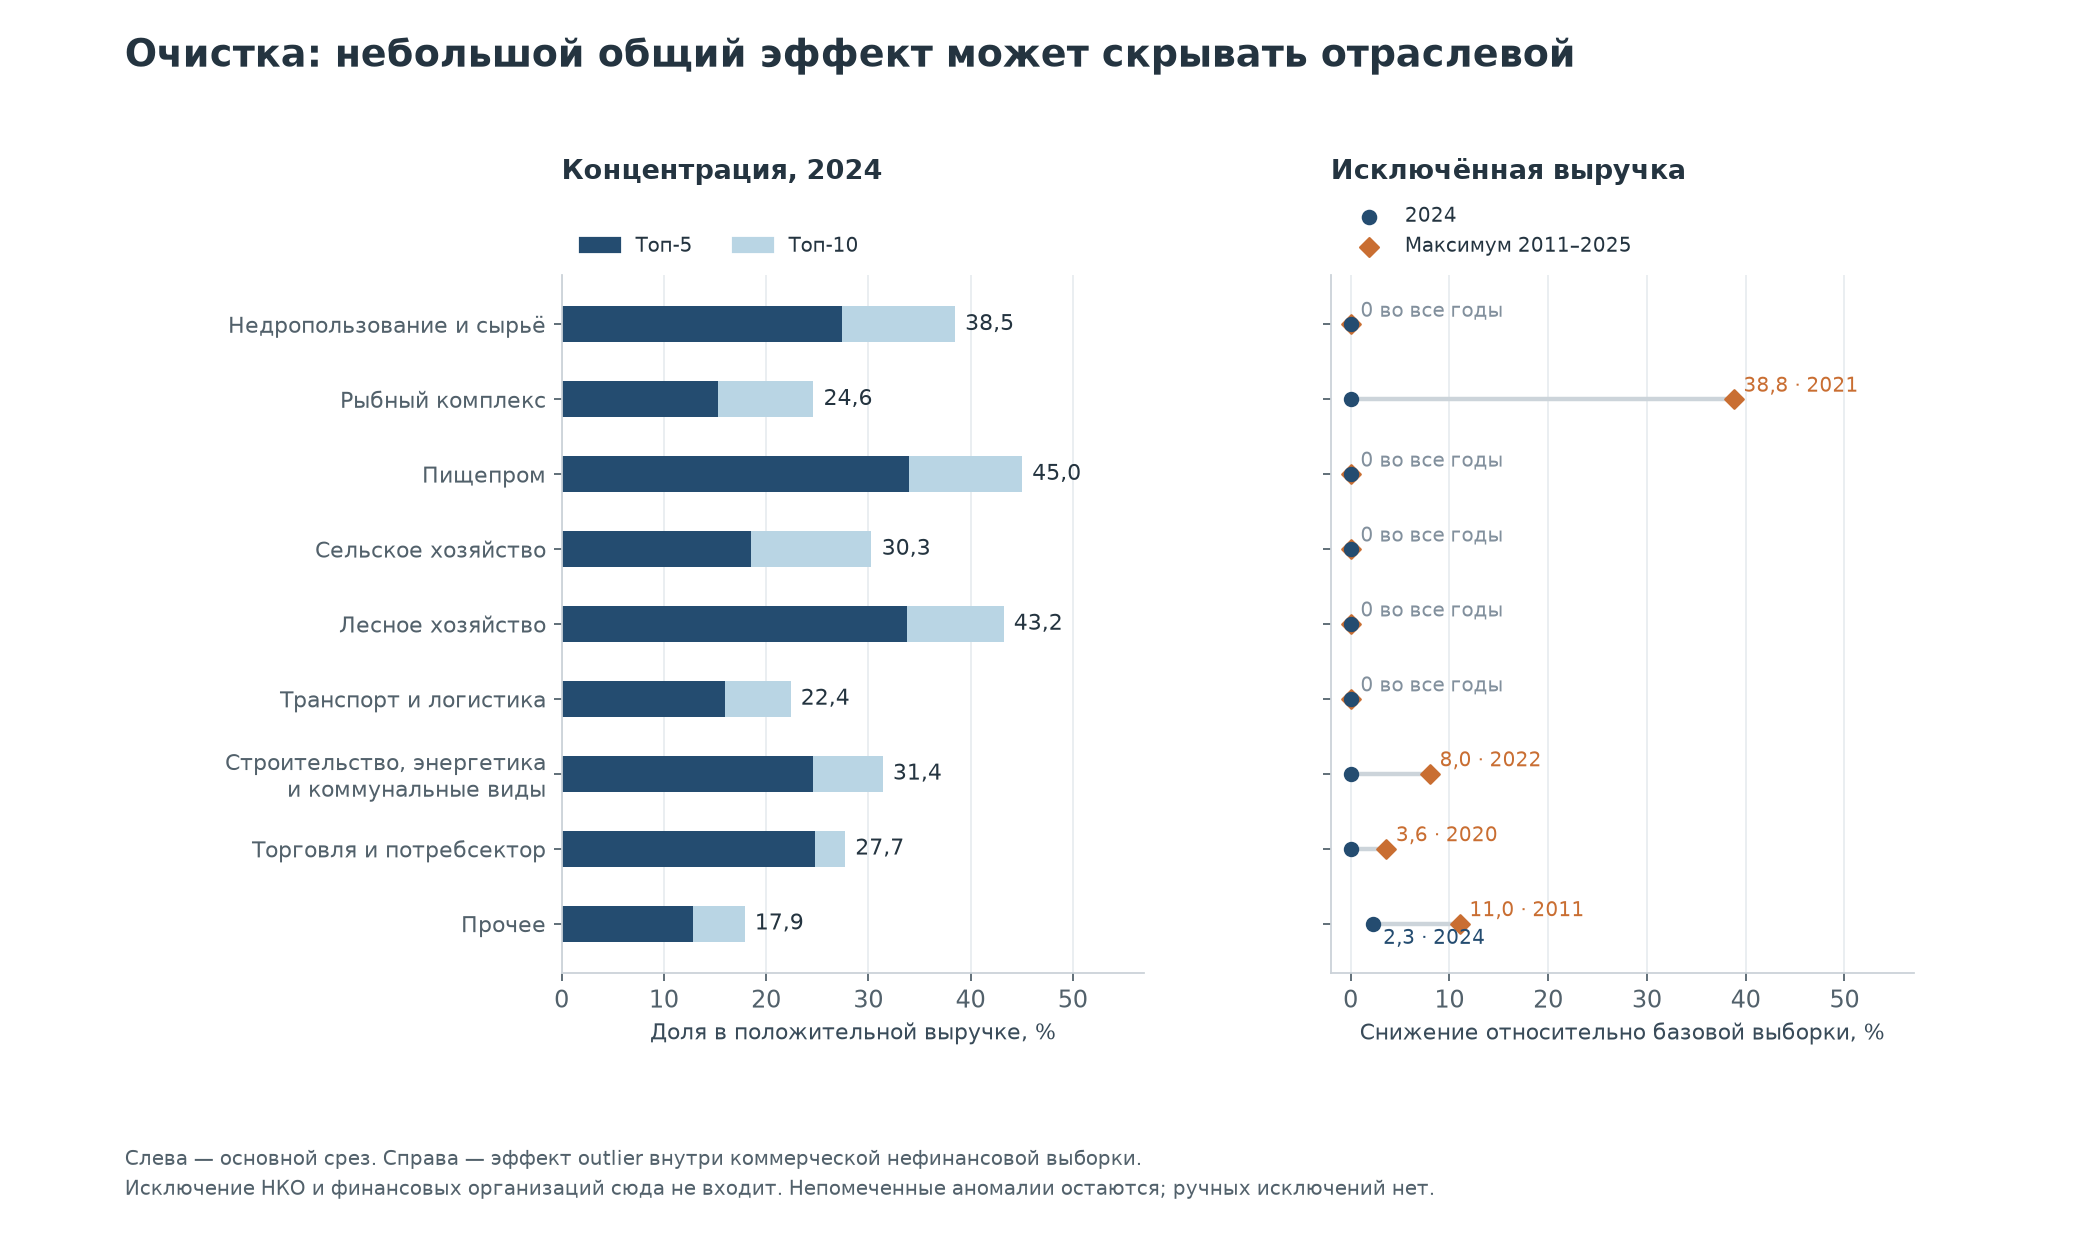 Очистка: небольшой общий эффект может скрывать отраслевой
Концентрация, 2024
Топ-5
Топ-10
Недропользование и сырьё
38,5
Рыбный комплекс
24,6
Пищепром
45,0
Сельское хозяйство
30,3
Лесное хозяйство
43,2
Транспорт и логистика
22,4
Строительство, энергетика
и коммунальные виды
31,4
Торговля и потребсектор
27,7
Прочее
17,9
0 10 20 30 40 50
Доля в положительной выручке, %
Исключённая выручка
2024
Максимум 2011–2025
0 во все годы
38,8 · 2021
0 во все годы
0 во все годы
0 во все годы
0 во все годы
8,0 · 2022
3,6 · 2020
11,0 · 2011
2,3 · 2024
0 10 20 30 40 50
Снижение относительно базовой выборки, %
Слева — основной срез. Справа — эффект outlier внутри коммерческой нефинансовой выборки.
Исключение НКО и финансовых организаций сюда не входит. Непомеченные аномалии остаются; ручных исключений нет.